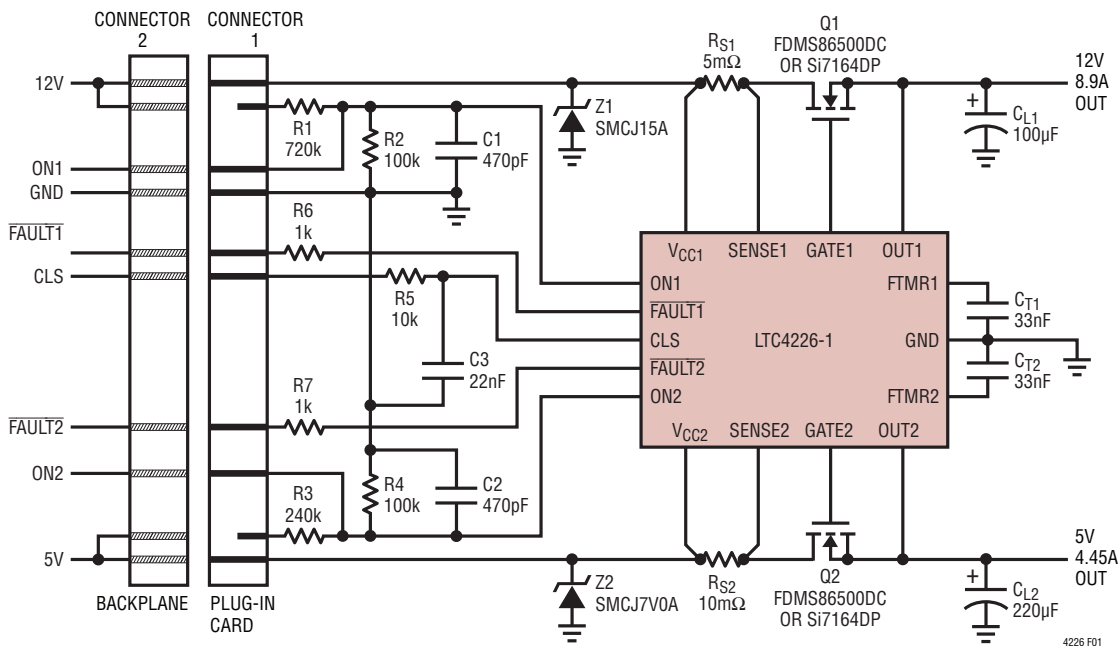 CONNECTOR
2
CONNECTOR
1
12V
ON1
GND
FAULT1
CLS
FAULT2
ON2
5V
BACKPLANE
PLUG-IN
CARD
R1
720k
R2
100k
C1
470pF
R6
1k
R5
10k
C3
22nF
R7
1k
R4
100k
C2
470pF
R3
240k
Z1
SMCJ15A
Z2
SMCJ7V0A
RS1
5mΩ
Q1
FDMS86500DC
OR Si7164DP
12V
8.9A
OUT
+
CL1
100µF
VCC1
SENSE1
GATE1
OUT1
ON1
FAULT1
CLS
FAULT2
ON2
LTC4226-1
FTMR1
GND
FTMR2
VCC2
SENSE2
GATE2
OUT2
CT1
33nF
CT2
33nF
RS2
10mΩ
Q2
FDMS86500DC
OR Si7164DP
5V
4.45A
OUT
+
CL2
220µF
4226 F01